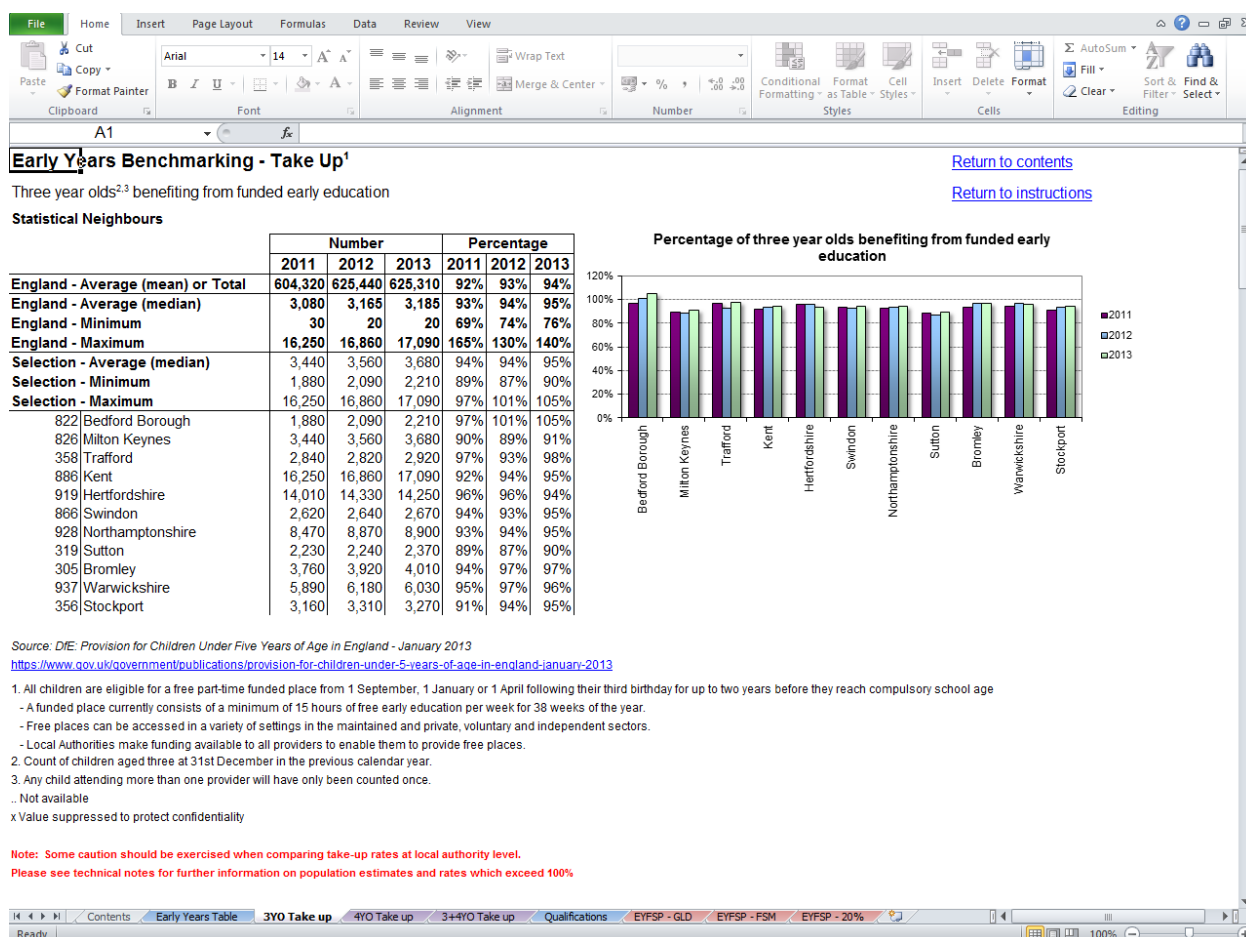 File Home Insert Page Layout Formulas Data Review View
Cut
Copy
Format Painter
Paste
Clipboard
Arial 14
B I U
Font
Wrap Text
Merge & Center
Alignment
Number
Conditional Formatting
Format as Table
Cell Styles
Styles
Insert Delete Format
Cells
Σ AutoSum
Fill
Clear
Sort & Filter
Find & Select
Editing
A1 fx
Early Years Benchmarking - Take Up1
Return to contents
Three year olds2,3 benefiting from funded early education
Return to instructions
Statistical Neighbours
Number Percentage
2011 2012 2013 2011 2012 2013
England - Average (mean) or Total 604,320 625,440 625,310 92% 93% 94%
England - Average (median) 3,080 3,165 3,185 93% 94% 95%
England - Minimum 30 20 20 69% 74% 76%
England - Maximum 16,250 16,860 17,090 165% 130% 140%
Selection - Average (median) 3,440 3,560 3,680 94% 94% 95%
Selection - Minimum 1,880 2,090 2,210 89% 87% 90%
Selection - Maximum 16,250 16,860 17,090 97% 101% 105%
822 Bedford Borough 1,880 2,090 2,210 97% 101% 105%
826 Milton Keynes 3,440 3,560 3,680 90% 89% 91%
358 Trafford 2,840 2,820 2,920 97% 93% 98%
886 Kent 16,250 16,860 17,090 92% 94% 95%
919 Hertfordshire 14,010 14,330 14,250 96% 96% 94%
866 Swindon 2,620 2,640 2,670 94% 93% 95%
928 Northamptonshire 8,470 8,870 8,900 93% 94% 95%
319 Sutton 2,230 2,240 2,370 89% 87% 90%
305 Bromley 3,760 3,920 4,010 94% 97% 97%
937 Warwickshire 5,890 6,180 6,030 95% 97% 96%
356 Stockport 3,160 3,310 3,270 91% 94% 95%
Percentage of three year olds benefiting from funded early
education
120%
100%
80%
60%
40%
20%
0%
Bedford Borough
Milton Keynes
Trafford
Kent
Hertfordshire
Swindon
Northamptonshire
Sutton
Bromley
Warwickshire
Stockport
2011
2012
2013
Source: DfE: Provision for Children Under Five Years of Age in England - January 2013
https://www.gov.uk/government/publications/provision-for-children-under-5-years-of-age-in-england-january-2013
1. All children are eligible for a free part-time funded place from 1 September, 1 January or 1 April following their third birthday for up to two years before they reach compulsory school age
- A funded place currently consists of a minimum of 15 hours of free early education per week for 38 weeks of the year.
- Free places can be accessed in a variety of settings in the maintained and private, voluntary and independent sectors.
- Local Authorities make funding available to all providers to enable them to provide free places.
2. Count of children aged three at 31st December in the previous calendar year.
3. Any child attending more than one provider will have only been counted once.
.. Not available
x Value suppressed to protect confidentiality
Note: Some caution should be exercised when comparing take-up rates at local authority level.
Please see technical notes for further information on population estimates and rates which exceed 100%
Contents Early Years Table 3YO Take up 4YO Take up 3+4YO Take up Qualifications EYFSP - GLD EYFSP - FSM EYFSP - 20%
Ready 100%